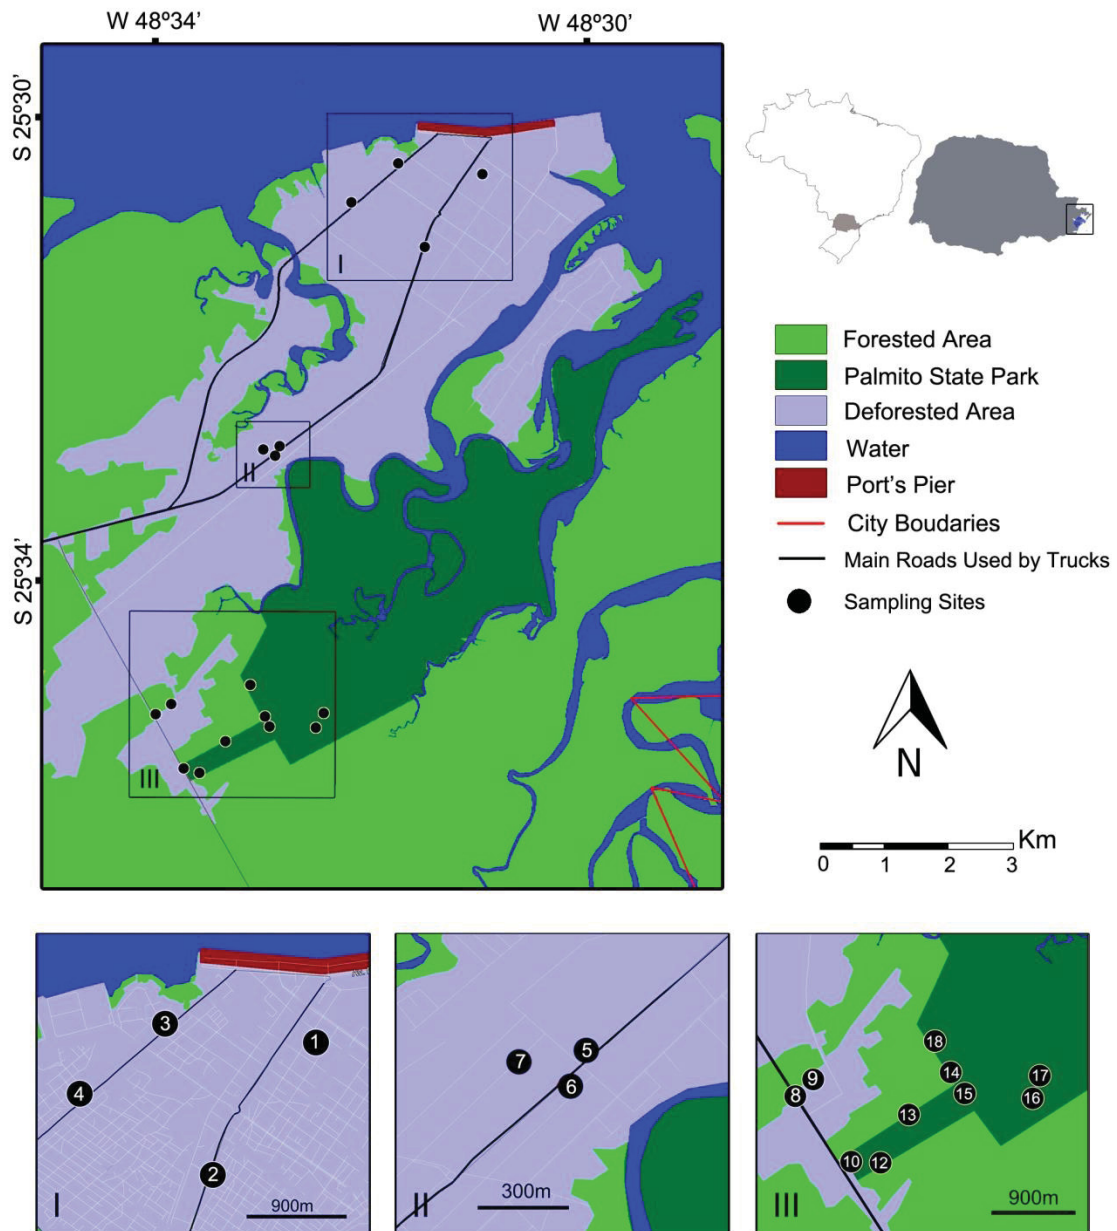 W 48º34’ W 48º30’
S 25º30’
S 25º34’
I
II
III
Forested Area
Palmito State Park
Deforested Area
Water
Port's Pier
City Boudaries
Main Roads Used by Trucks
Sampling Sites
N
Km
0 1 2 3
3
1
4
2
I
900m
7
5
6
II
300m
18
14
17
9
15
16
8
13
10
12
III
900m